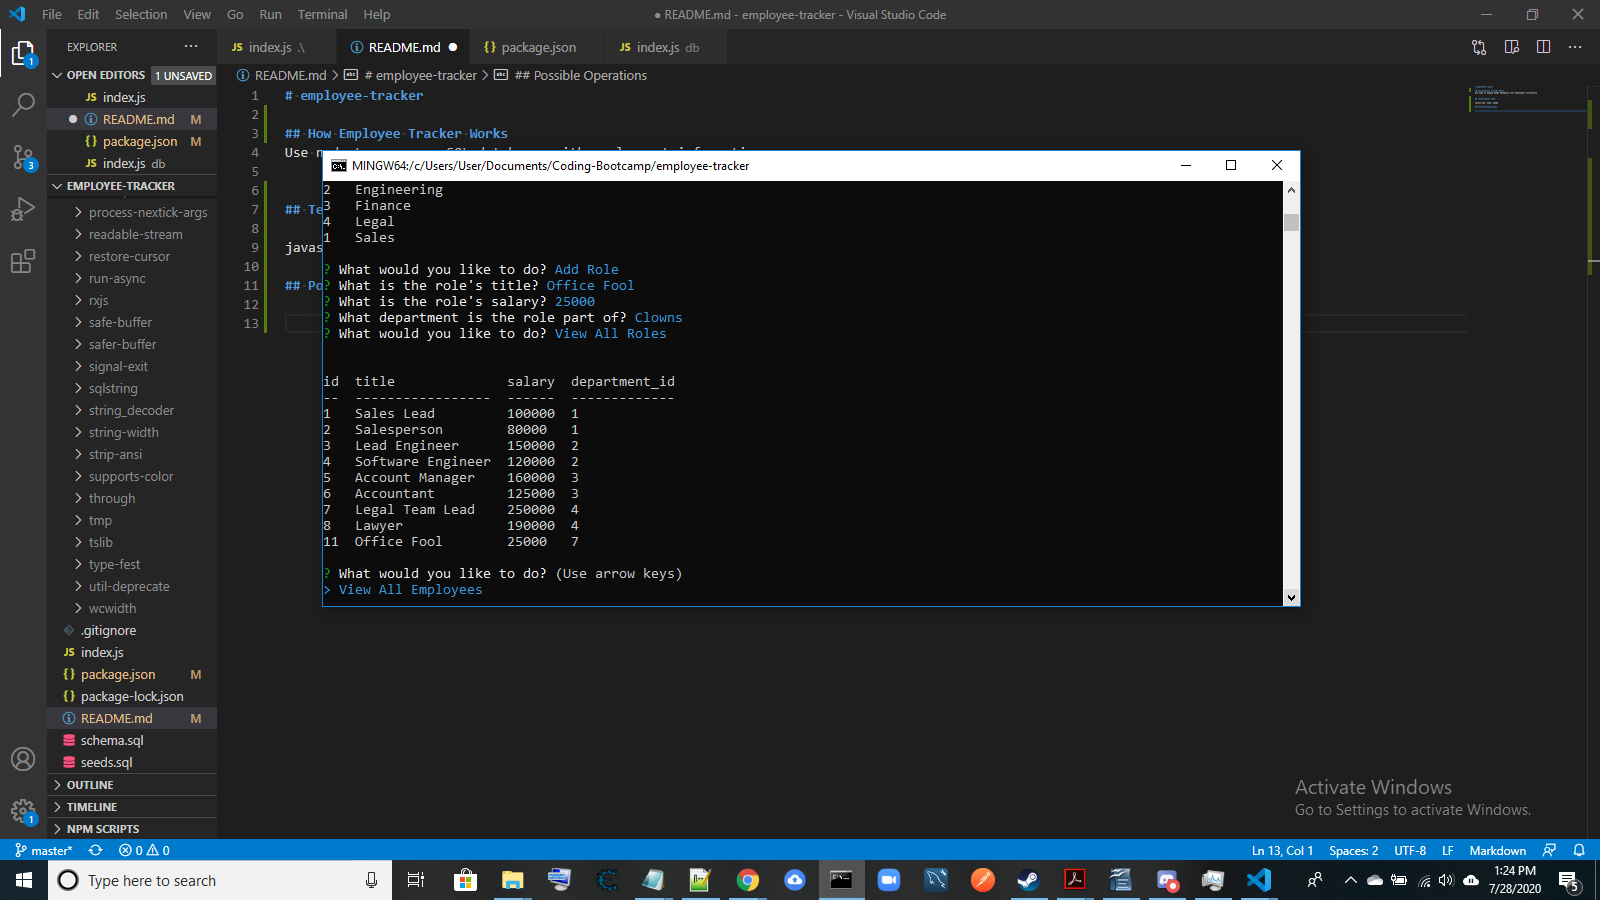 File Edit Selection View Go Run Terminal Help
● README.md - employee-tracker - Visual Studio Code
EXPLORER
OPEN EDITORS 1 UNSAVED
JS index.js
README.md M
{} package.json M
JS index.js db
EMPLOYEE-TRACKER
process-nextick-args
readable-stream
restore-cursor
run-async
rxjs
safe-buffer
safer-buffer
signal-exit
sqlstring
string_decoder
string-width
strip-ansi
supports-color
through
tmp
tslib
type-fest
util-deprecate
wcwidth
.gitignore
JS index.js
{} package.json M
{} package-lock.json
README.md M
schema.sql
seeds.sql
OUTLINE
TIMELINE
NPM SCRIPTS
JS index.js .\
README.md ●
{} package.json
JS index.js db
README.md > # employee-tracker > ## Possible Operations
1 # employee-tracker
2
3 ## How Employee Tracker Works
4 Use
5
6
7 ## Te
8
9 javas
10
11 ## Po
12
13
MINGW64:/c/Users/User/Documents/Coding-Bootcamp/employee-tracker
2 Engineering
3 Finance
4 Legal
1 Sales
? What would you like to do? Add Role
? What is the role's title? Office Fool
? What is the role's salary? 25000
? What department is the role part of? Clowns
? What would you like to do? View All Roles
id title salary department_id
-- ----------------- ------ -------------
1 Sales Lead 100000 1
2 Salesperson 80000 1
3 Lead Engineer 150000 2
4 Software Engineer 120000 2
5 Account Manager 160000 3
6 Accountant 125000 3
7 Legal Team Lead 250000 4
8 Lawyer 190000 4
11 Office Fool 25000 7
? What would you like to do? (Use arrow keys)
> View All Employees
Activate Windows
Go to Settings to activate Windows.
master* 0 0
Ln 13, Col 1 Spaces: 2 UTF-8 LF Markdown
Type here to search
1:24 PM
7/28/2020
5